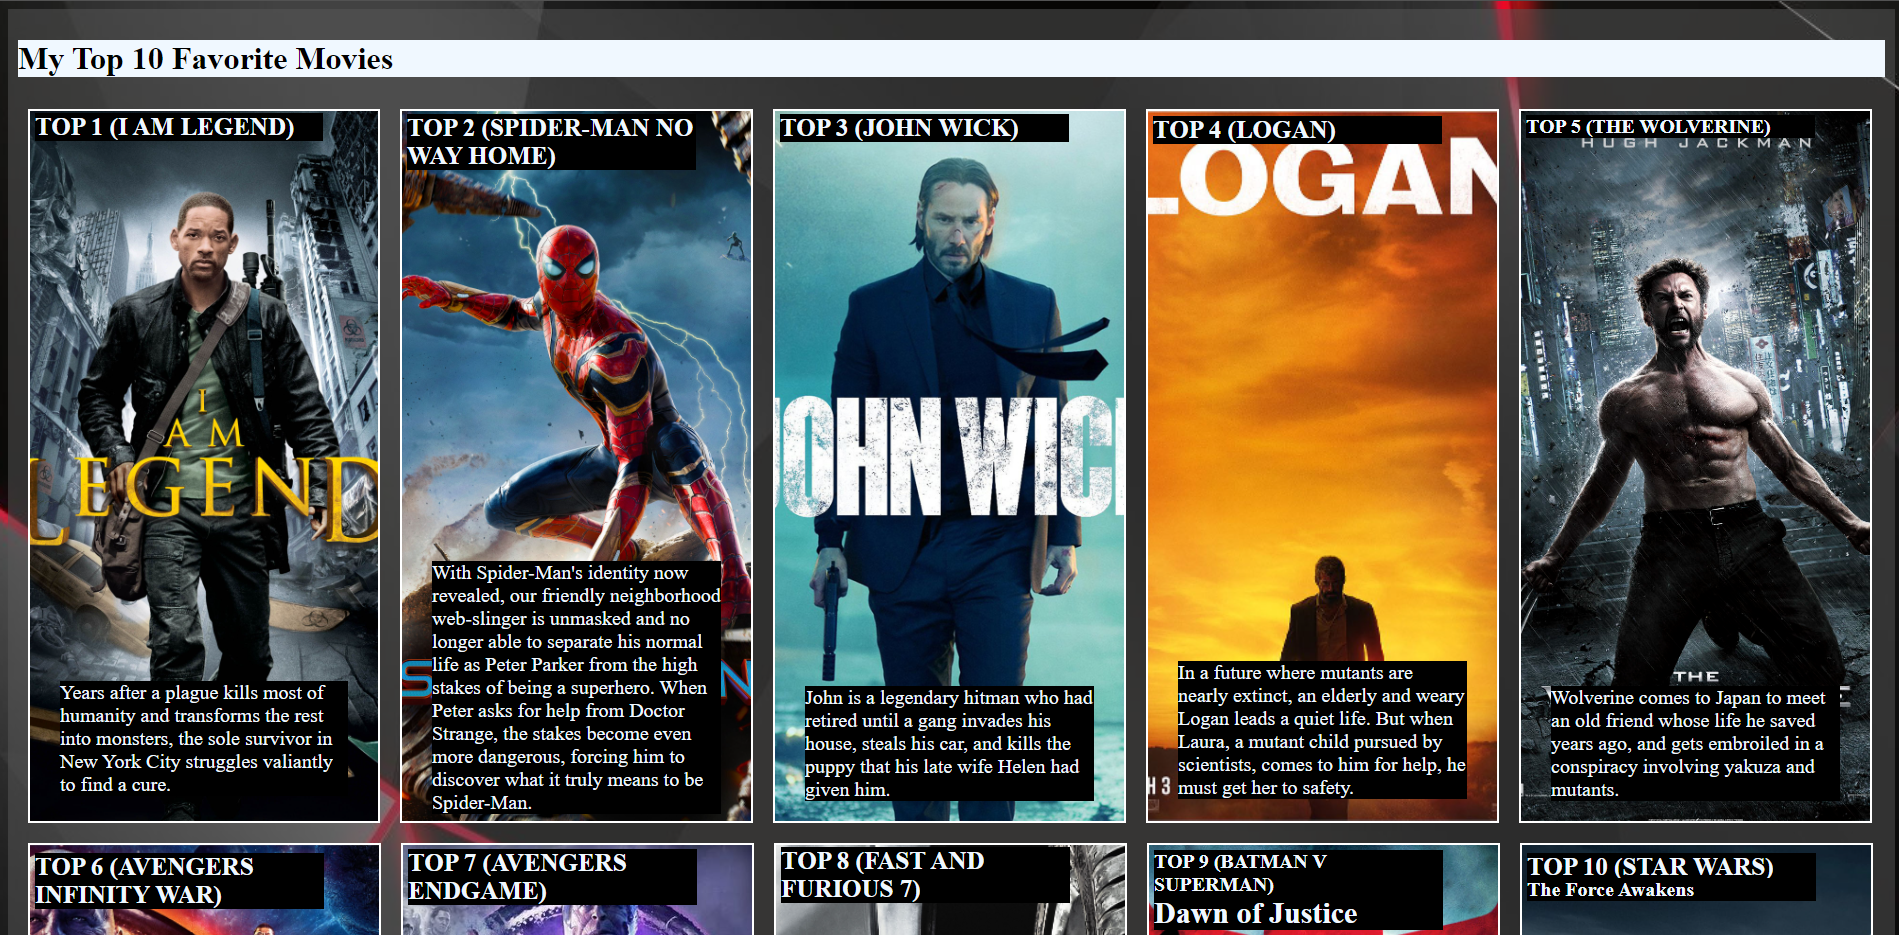 My Top 10 Favorite Movies
TOP 1 (I AM LEGEND)
I
AM
LEGEND
Years after a plague kills most of
humanity and transforms the rest
into monsters, the sole survivor in
New York City struggles valiantly
to find a cure.
TOP 2 (SPIDER-MAN NO
WAY HOME)
With Spider-Man's identity now
revealed, our friendly neighborhood
web-slinger is unmasked and no
longer able to separate his normal
life as Peter Parker from the high
stakes of being a superhero. When
Peter asks for help from Doctor
Strange, the stakes become even
more dangerous, forcing him to
discover what it truly means to be
Spider-Man.
S
N
TOP 3 (JOHN WICK)
JOHN WICK
John is a legendary hitman who had
retired until a gang invades his
house, steals his car, and kills the
puppy that his late wife Helen had
given him.
TOP 4 (LOGAN)
LOGAN
In a future where mutants are
nearly extinct, an elderly and weary
Logan leads a quiet life. But when
Laura, a mutant child pursued by
scientists, comes to him for help, he
must get her to safety.
H 3
TOP 5 (THE WOLVERINE)
HUGH JACKMAN
THE
E
Wolverine comes to Japan to meet
an old friend whose life he saved
years ago, and gets embroiled in a
conspiracy involving yakuza and
mutants.
TOP 6 (AVENGERS
INFINITY WAR)
TOP 7 (AVENGERS
ENDGAME)
TOP 8 (FAST AND
FURIOUS 7)
TOP 9 (BATMAN V
SUPERMAN)
Dawn of Justice
TOP 10 (STAR WARS)
The Force Awakens